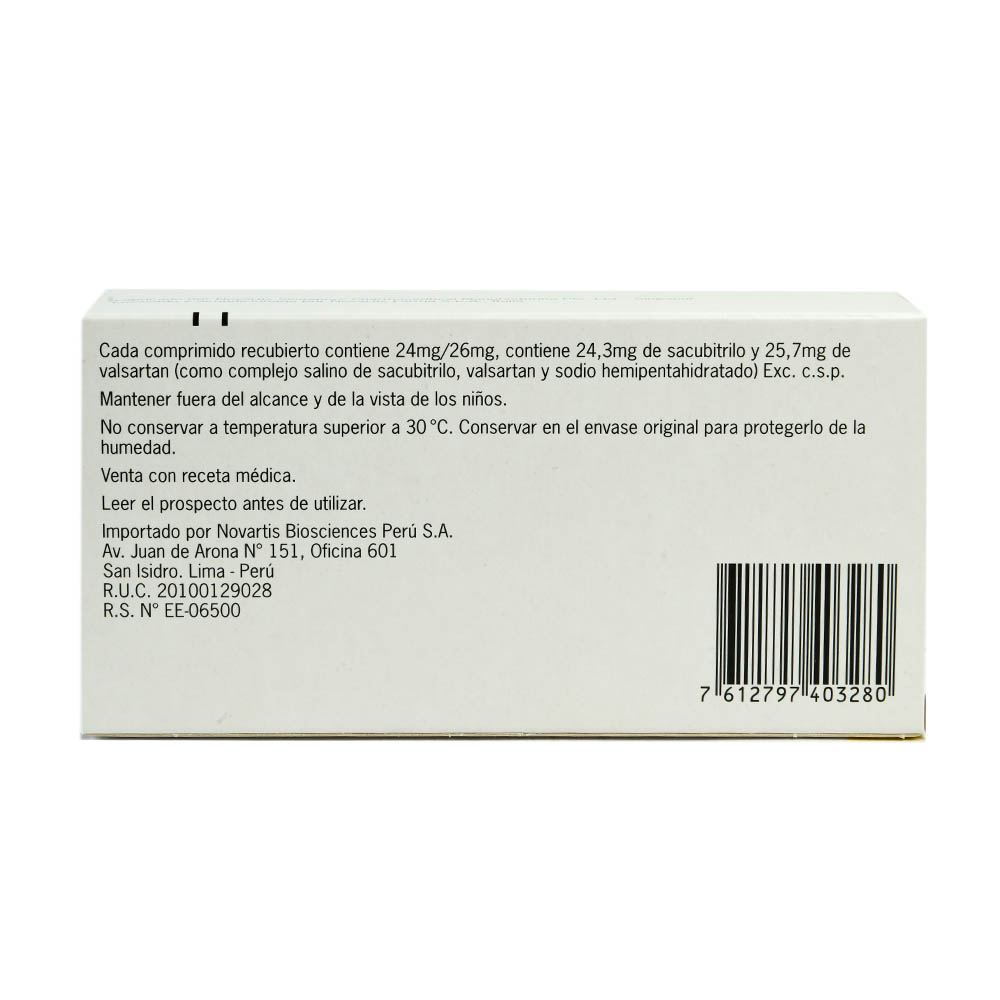 Cada comprimido recubierto contiene 24mg/26mg, contiene 24,3mg de sacubitrilo y 25,7mg de
valsartan (como complejo salino de sacubitrilo, valsartan y sodio hemipentahidratado) Exc. c.s.p.
Mantener fuera del alcance y de la vista de los niños.
No conservar a temperatura superior a 30 °C. Conservar en el envase original para protegerlo de la
humedad.
Venta con receta médica.
Leer el prospecto antes de utilizar.
Importado por Novartis Biosciences Perú S.A.
Av. Juan de Arona N° 151, Oficina 601
San Isidro. Lima - Perú
R.U.C. 20100129028
R.S. N° EE-06500
7 612797 403280